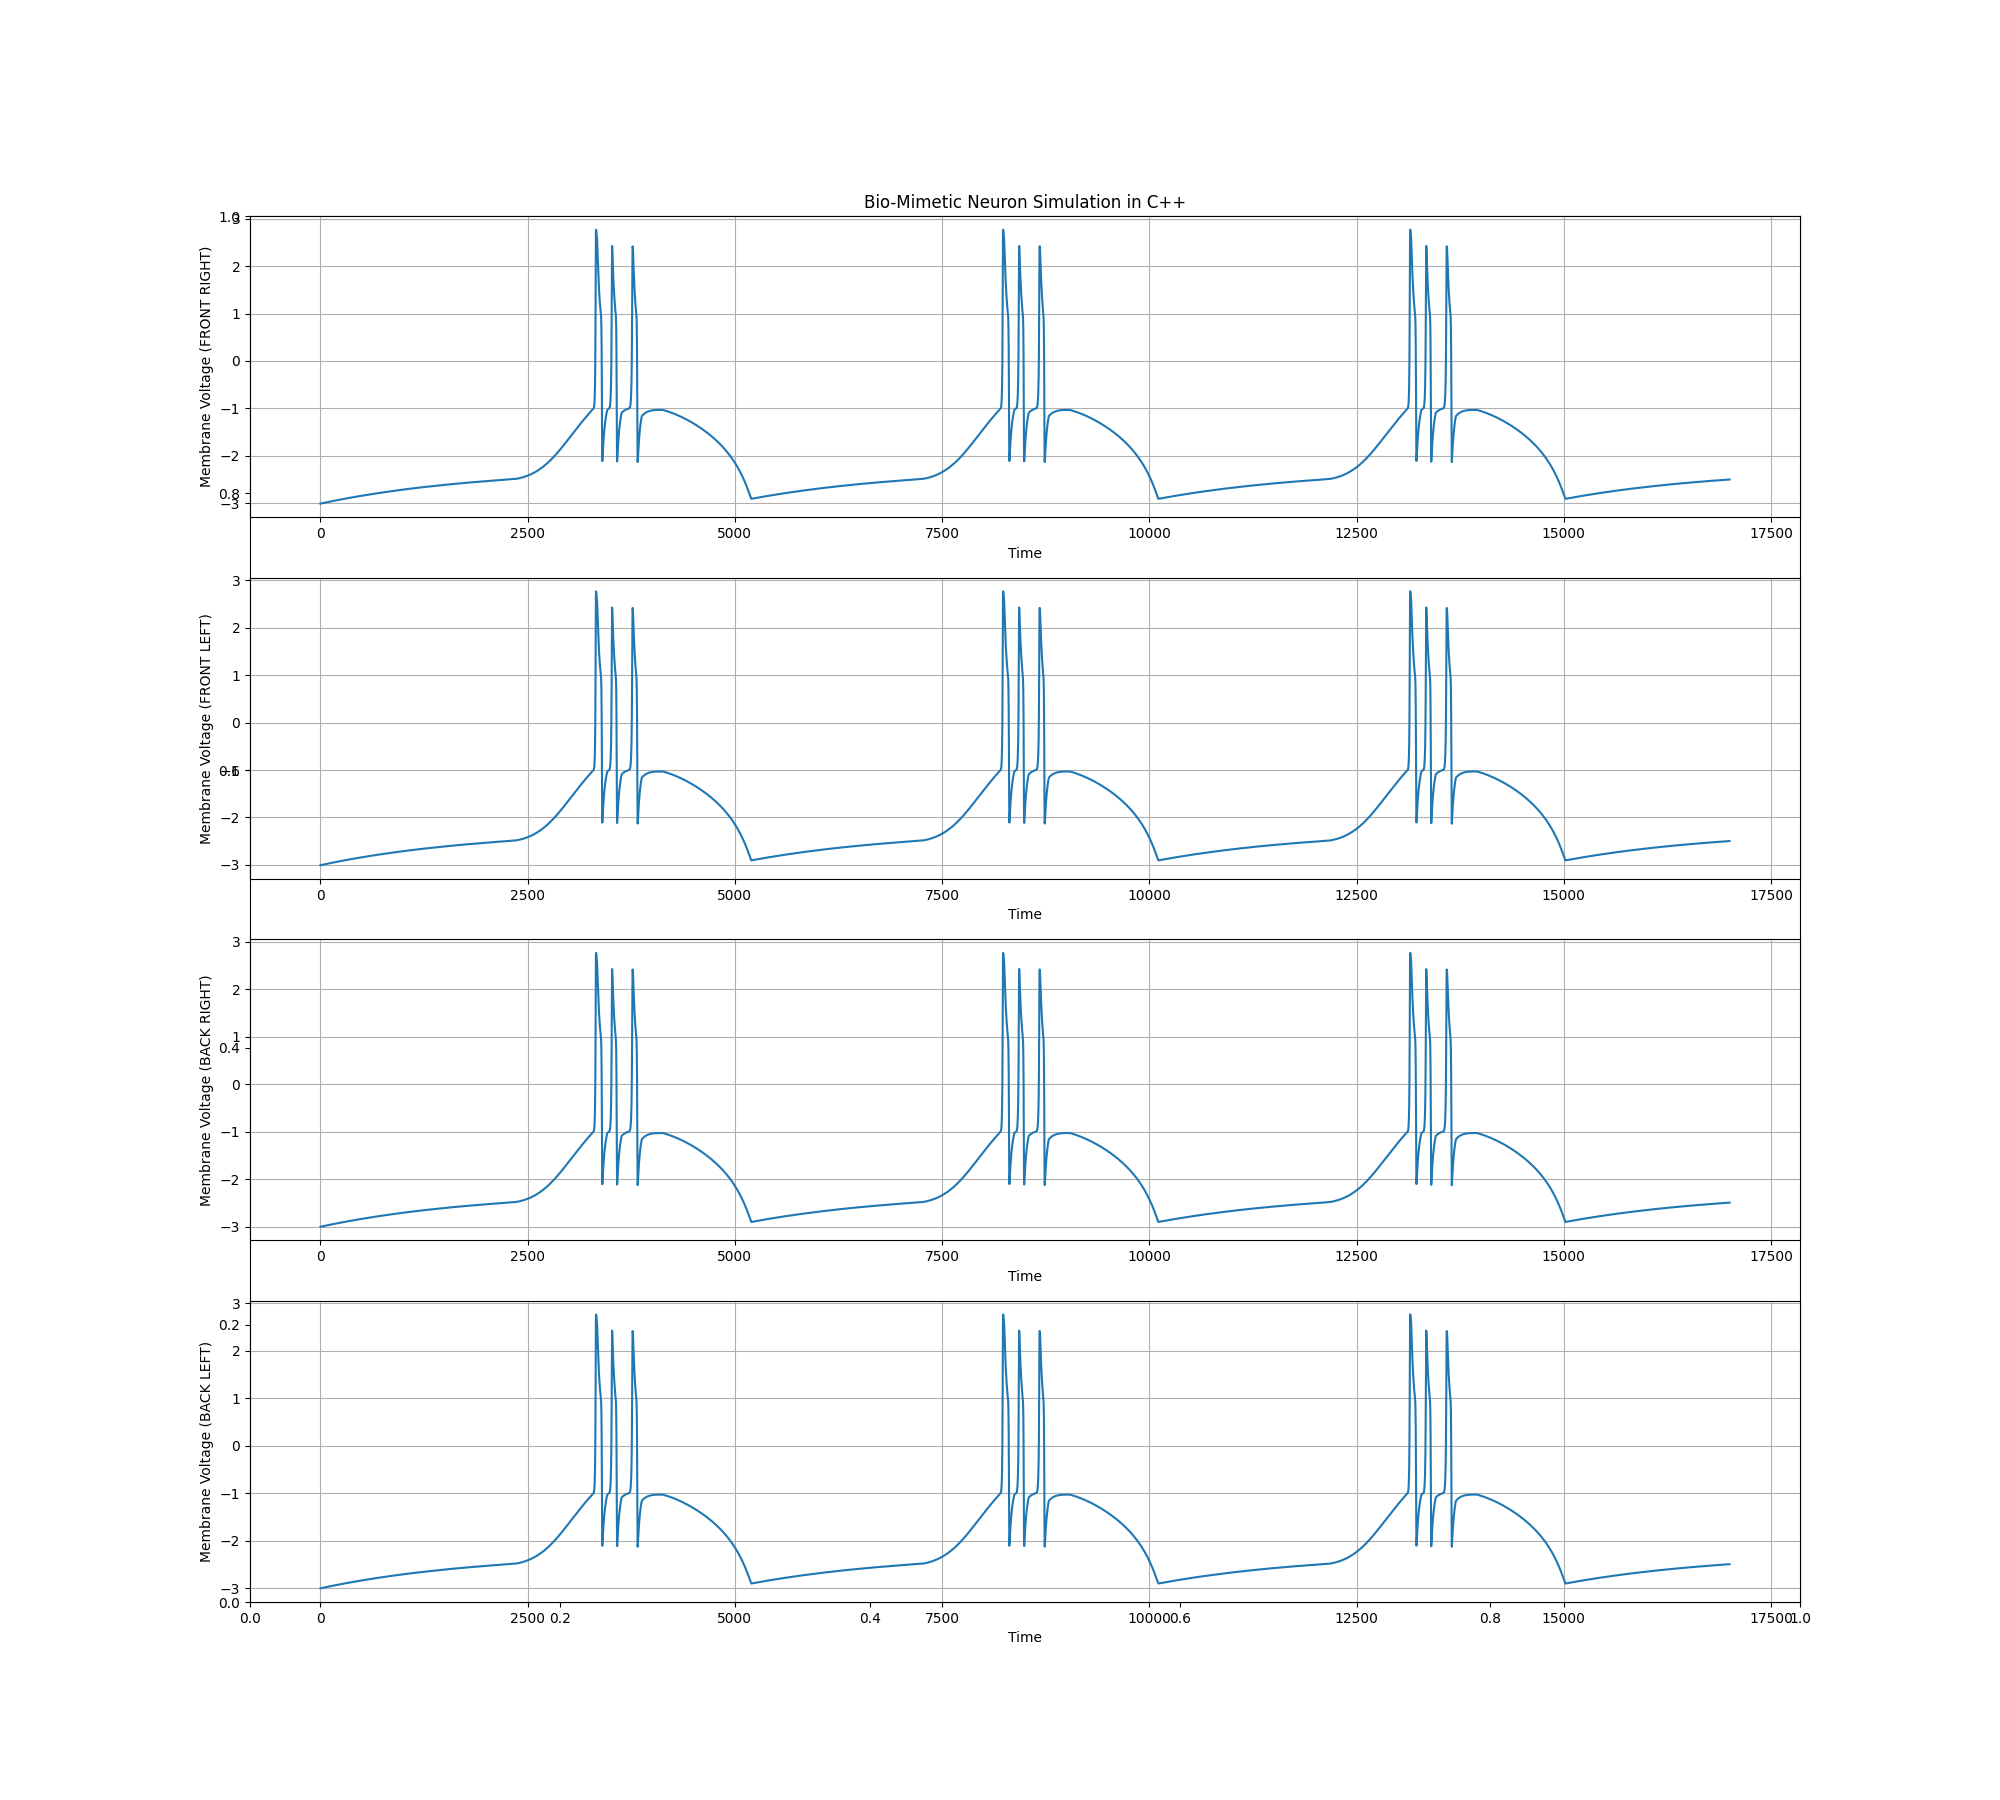 Bio-Mimetic Neuron Simulation in C++
Membrane Voltage (FRONT RIGHT)
1.0
3
2
1
0
−1
−2
0.8
−3
0 2500 5000 7500 10000 12500 15000 17500
Time
Membrane Voltage (FRONT LEFT)
3
2
1
0
0.6
−1
−2
−3
0 2500 5000 7500 10000 12500 15000 17500
Time
Membrane Voltage (BACK RIGHT)
3
2
1
0.4
0
−1
−2
−3
0 2500 5000 7500 10000 12500 15000 17500
Time
Membrane Voltage (BACK LEFT)
3
0.2
2
1
0
−1
−2
−3
0.0
0.0 0 2500 0.2 5000 0.4 7500 10000 0.6 12500 0.8 15000 17500 1.0
Time